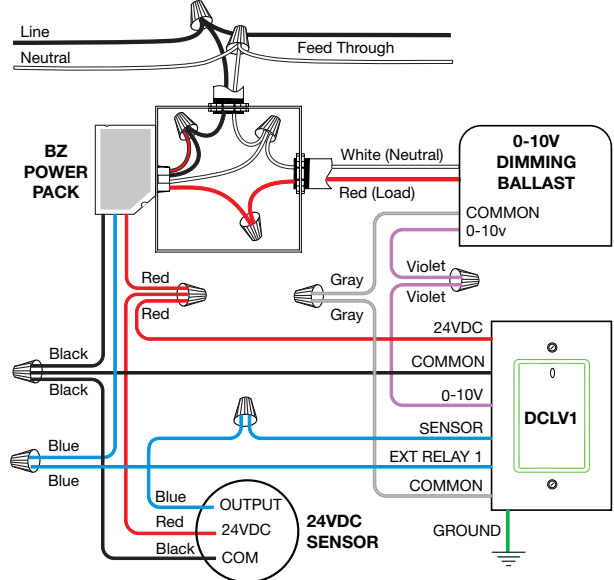 Line
Feed Through
Neutral
BZ
POWER
PACK
White (Neutral)
Red (Load)
0-10V
DIMMING
BALLAST
COMMON
0-10v
Red
Red
Gray
Gray
Violet
Violet
24VDC
COMMON
0-10V
SENSOR
EXT RELAY 1
COMMON
DCLV1
Black
Black
Blue
Blue
Blue
Red
Black
OUTPUT
24VDC
COM
24VDC
SENSOR
GROUND